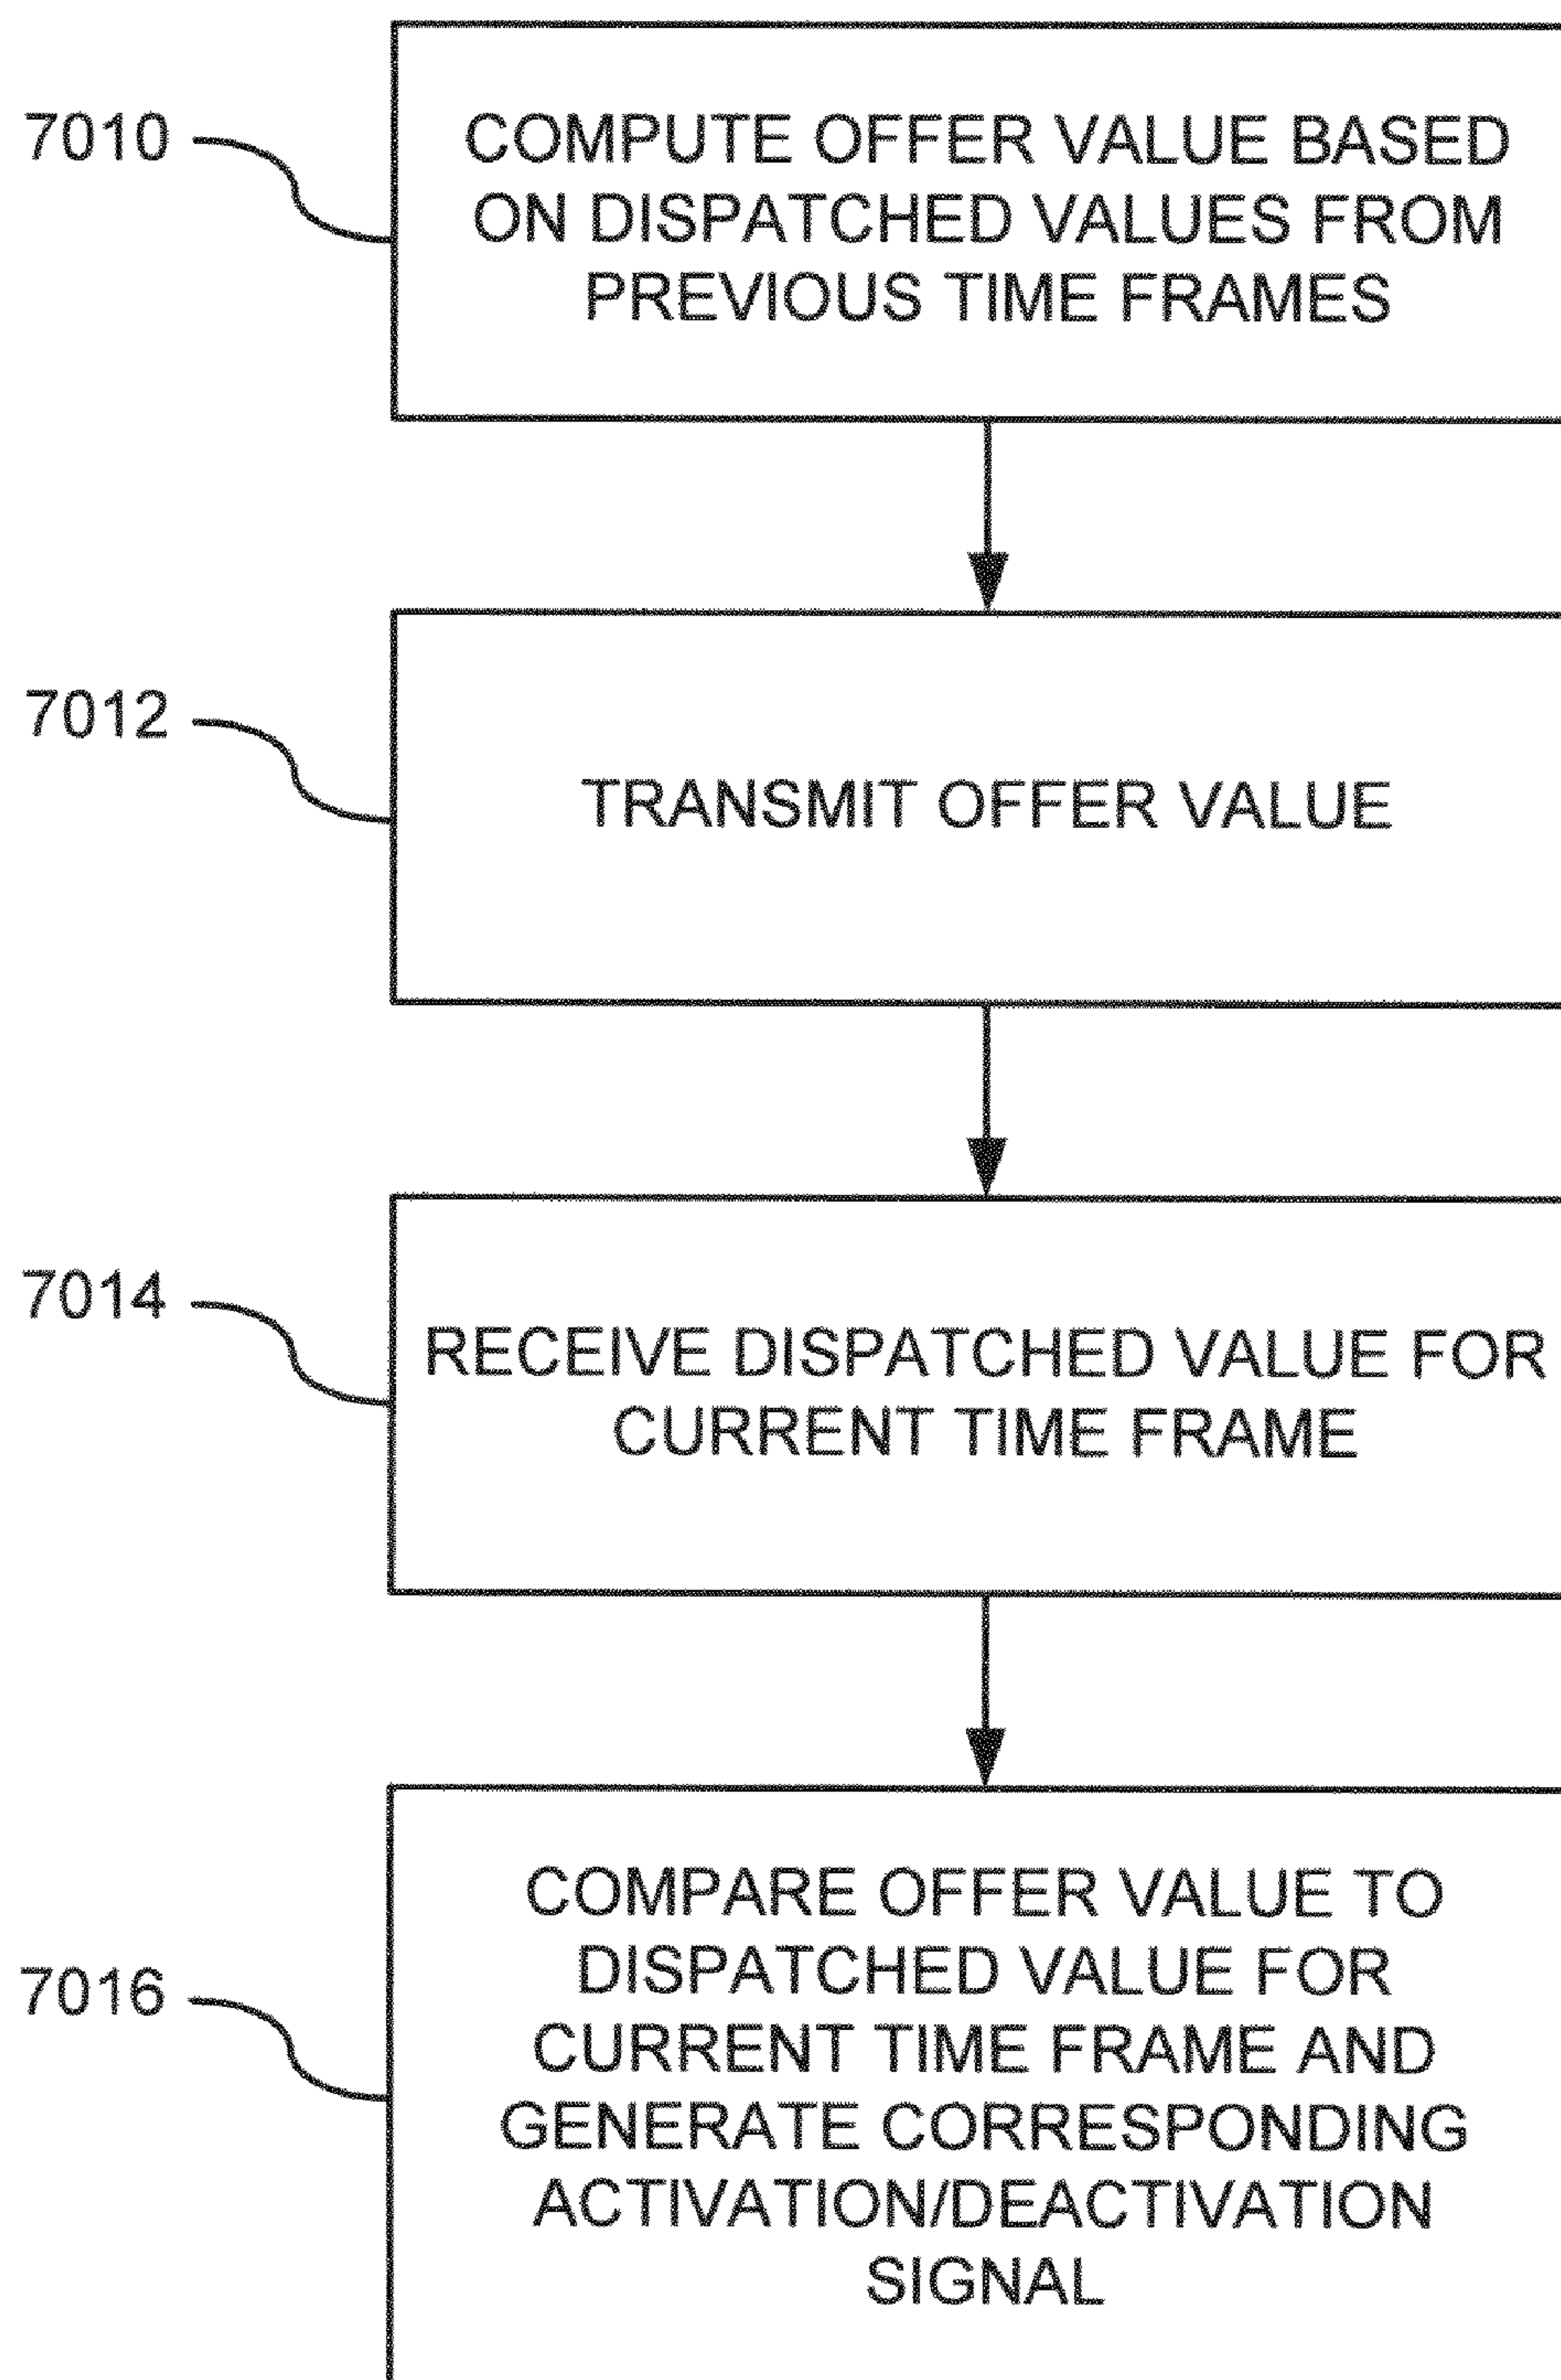 7010
COMPUTE OFFER VALUE BASED
ON DISPATCHED VALUES FROM
PREVIOUS TIME FRAMES
7012
TRANSMIT OFFER VALUE
7014
RECEIVE DISPATCHED VALUE FOR
CURRENT TIME FRAME
7016
COMPARE OFFER VALUE TO
DISPATCHED VALUE FOR
CURRENT TIME FRAME AND
GENERATE CORRESPONDING
ACTIVATION/DEACTIVATION
SIGNAL